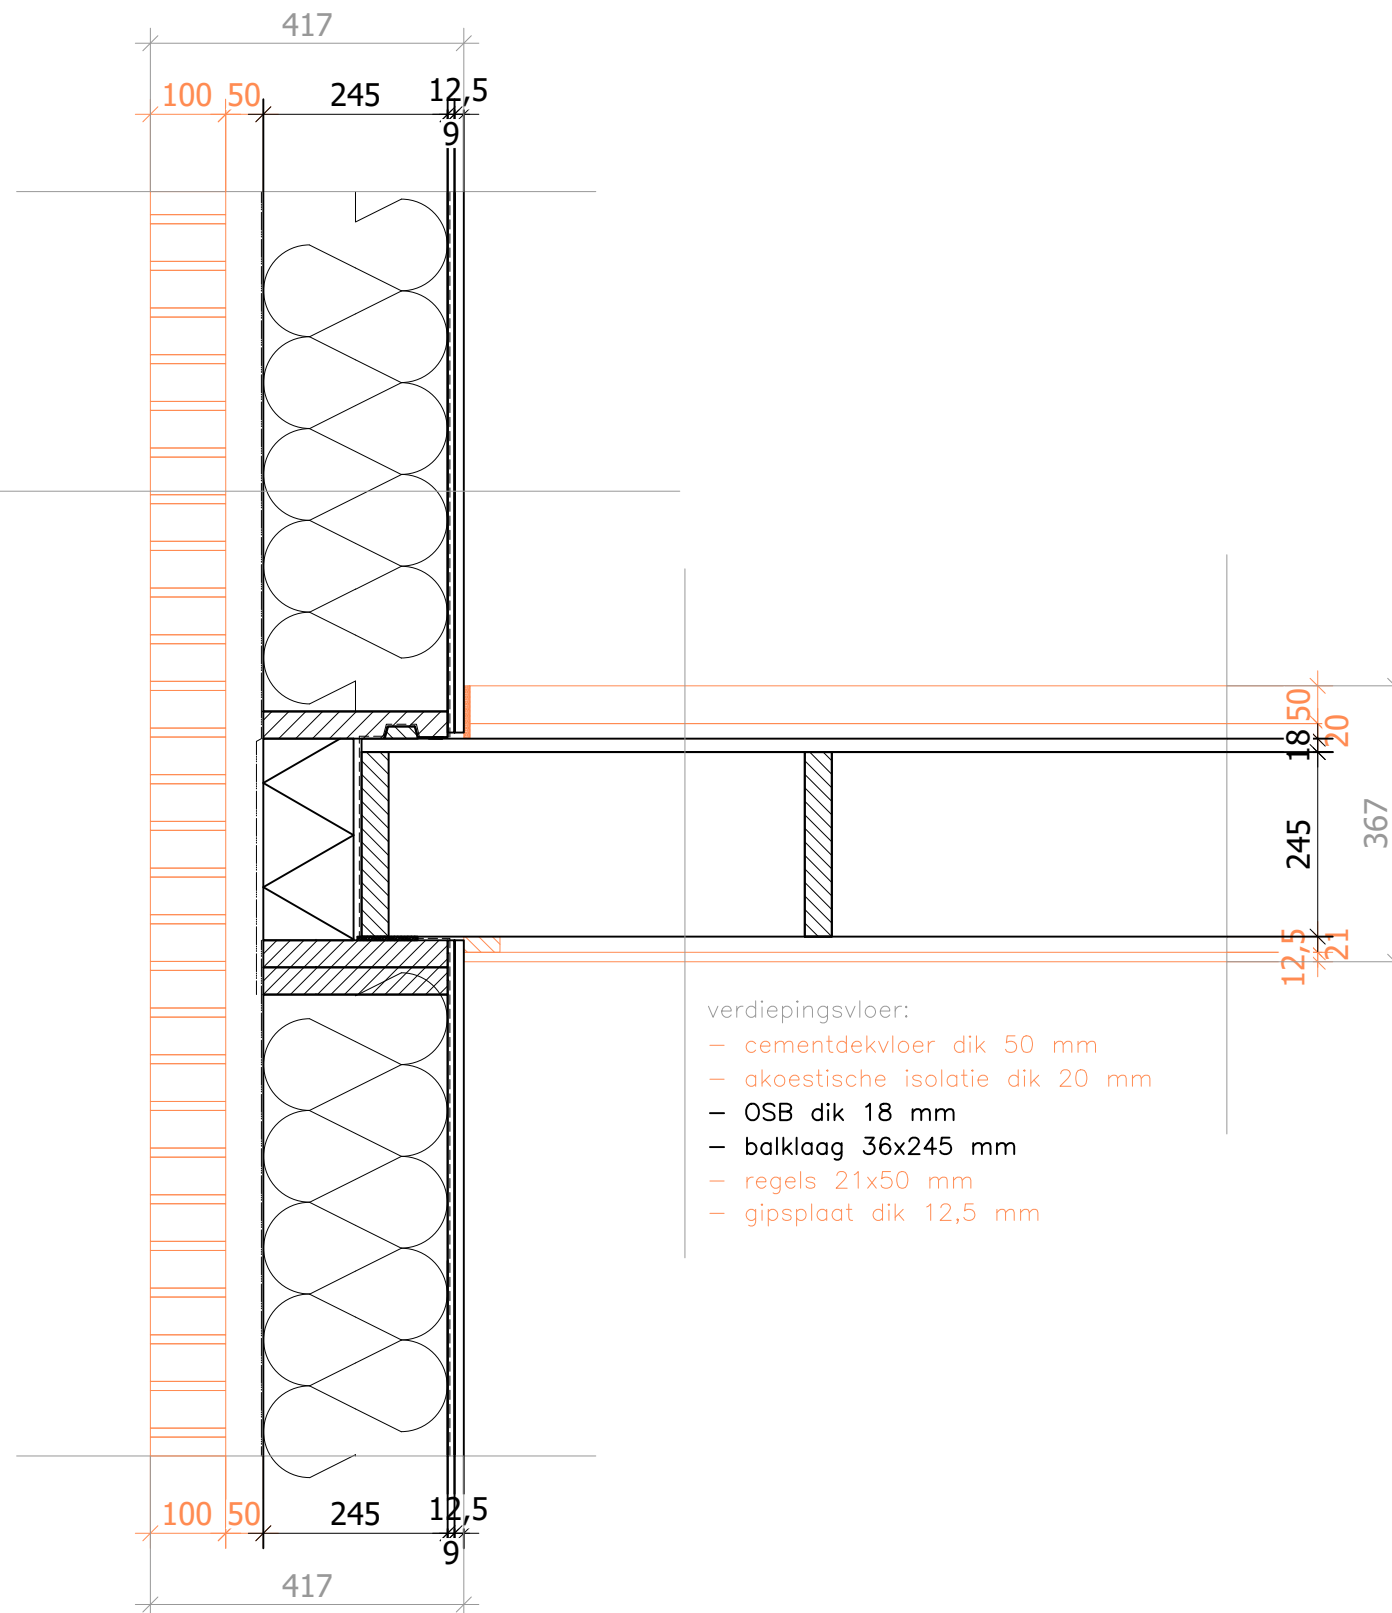 417
100 50 245 12,5
9
50
20
18
245
367
12,5
21
verdiepingsvloer:
- cementdekvloer dik 50 mm
- akoestische isolatie dik 20 mm
- OSB dik 18 mm
- balklaag 36x245 mm
- regels 21x50 mm
- gipsplaat dik 12,5 mm
100 50 245 12,5
9
417